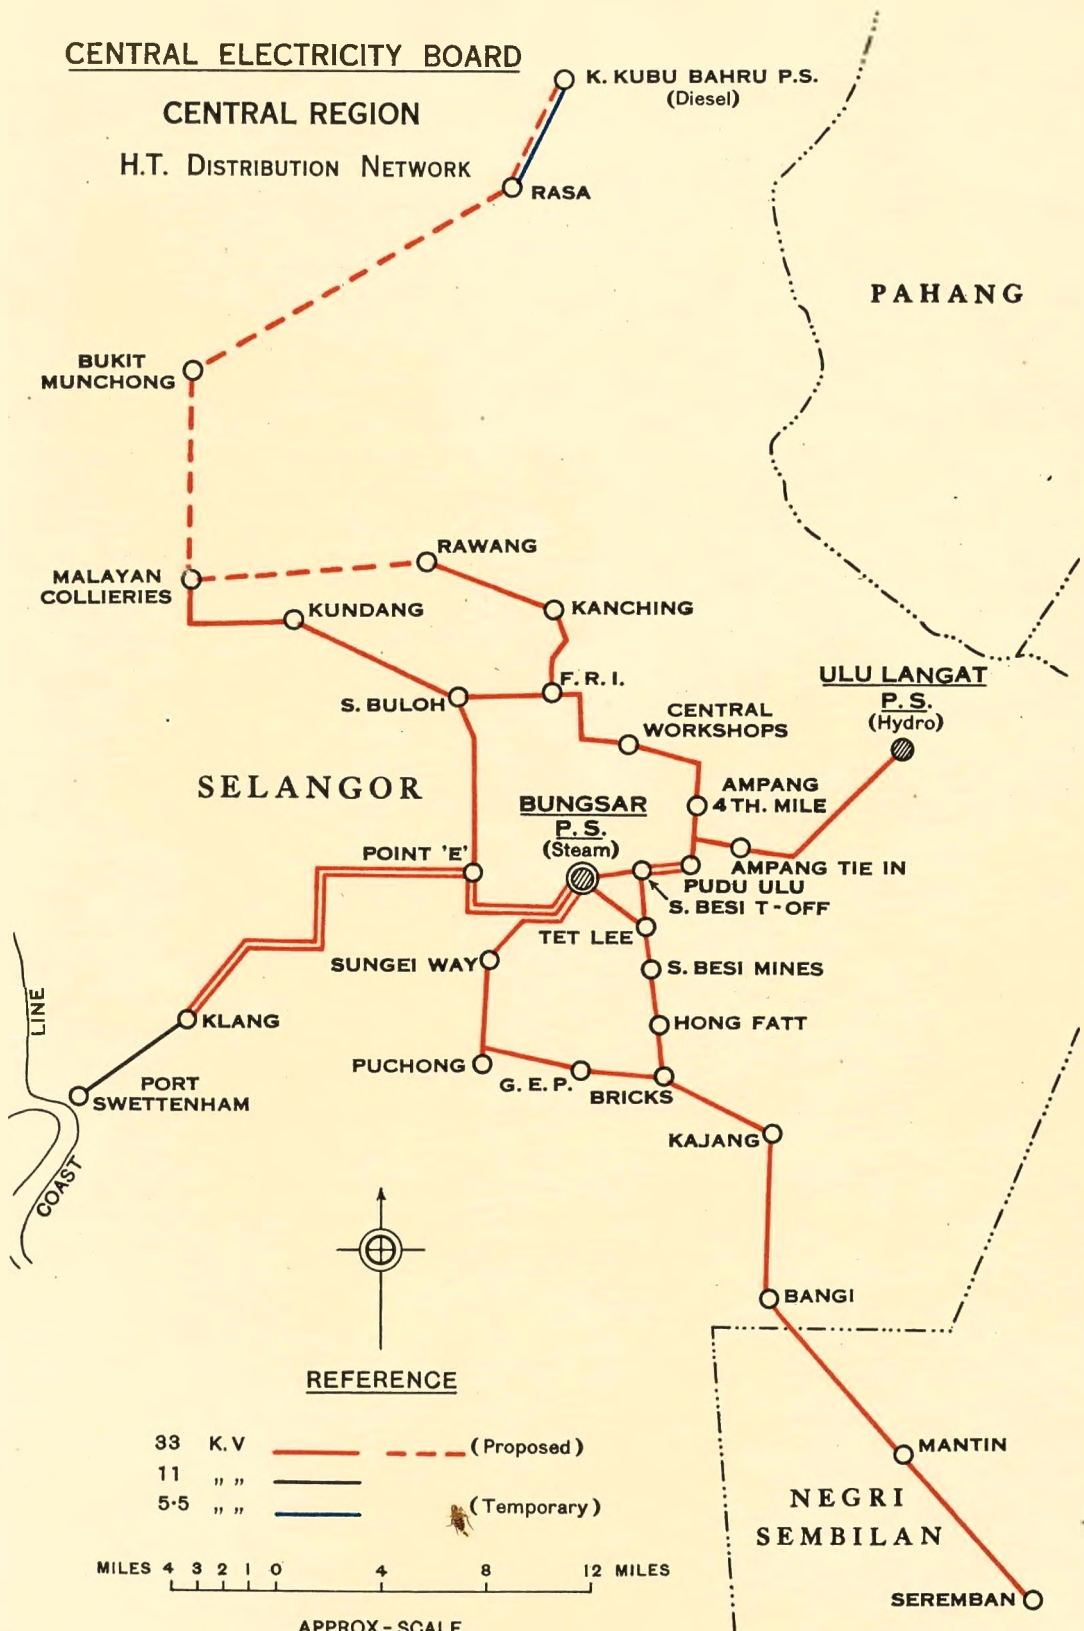 CENTRAL ELECTRICITY BOARD
CENTRAL REGION
H.T. DISTRIBUTION NETWORK
K. KUBU BAHRU P.S.
(Diesel)
RASA
PAHANG
BUKIT
MUNCHONG
RAWANG
MALAYAN
COLLIERIES
KUNDANG
KANCHING
F.R.I.
S. BULOH
CENTRAL
WORKSHOPS
ULU LANGAT
P.S.
(Hydro)
SELANGOR
AMPANG
4TH. MILE
BUNGSAR
P.S.
(Steam)
POINT 'E'
AMPANG TIE IN
PUDU ULU
S. BESI T-OFF
TET LEE
SUNGEI WAY
S. BESI MINES
LINE
KLANG
HONG FATT
PUCHONG
G.E.P.
BRICKS
PORT
SWETTENHAM
KAJANG
COAST
BANGI
REFERENCE
33 K.V (Proposed)
11 " "
5·5 " " (Temporary)
MANTIN
NEGRI
SEMBILAN
MILES 4 3 2 1 0 4 8 12 MILES
SEREMBAN
APPROX-SCALE